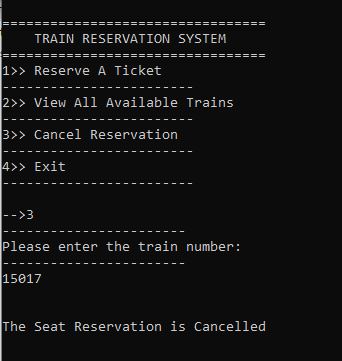 =================================
TRAIN RESERVATION SYSTEM
=================================
1>> Reserve A Ticket
------------------------
2>> View All Available Trains
------------------------
3>> Cancel Reservation
------------------------
4>> Exit
------------------------
-->3
-----------------------
Please enter the train number:
-----------------------
15017
The Seat Reservation is Cancelled